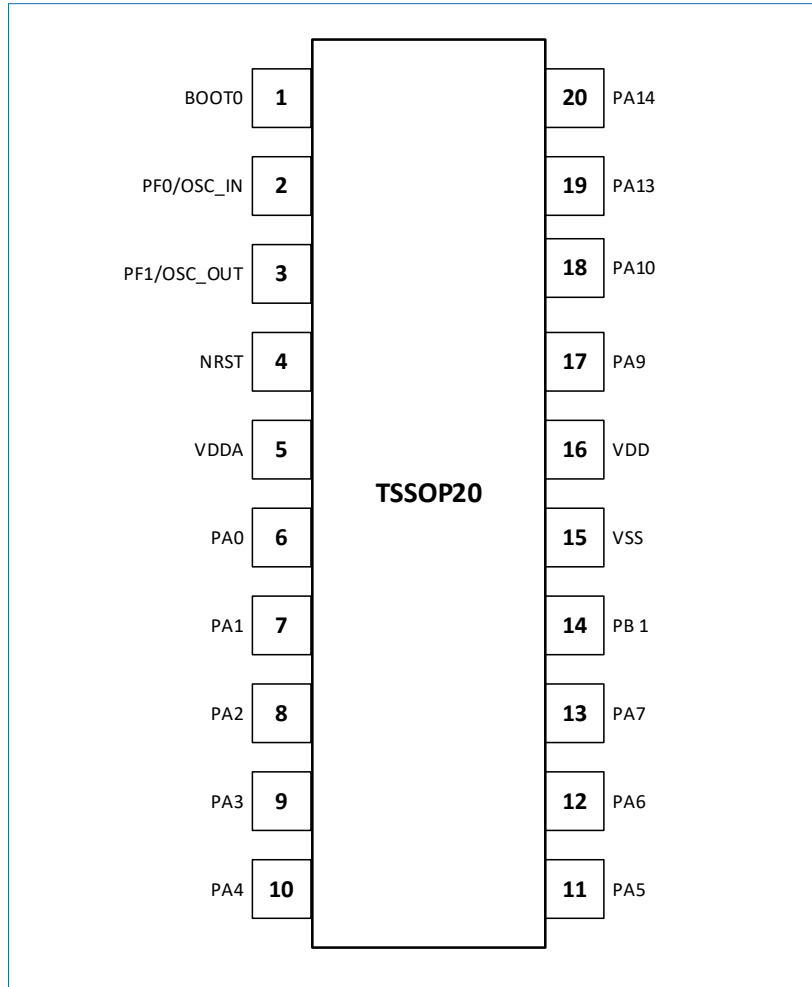 BOOT0 1 20 PA14
PF0/OSC_IN 2 19 PA13
PF1/OSC_OUT 3 18 PA10
NRST 4 17 PA9
VDDA 5 16 VDD
TSSOP20
PA0 6 15 VSS
PA1 7 14 PB 1
PA2 8 13 PA7
PA3 9 12 PA6
PA4 10 11 PA5